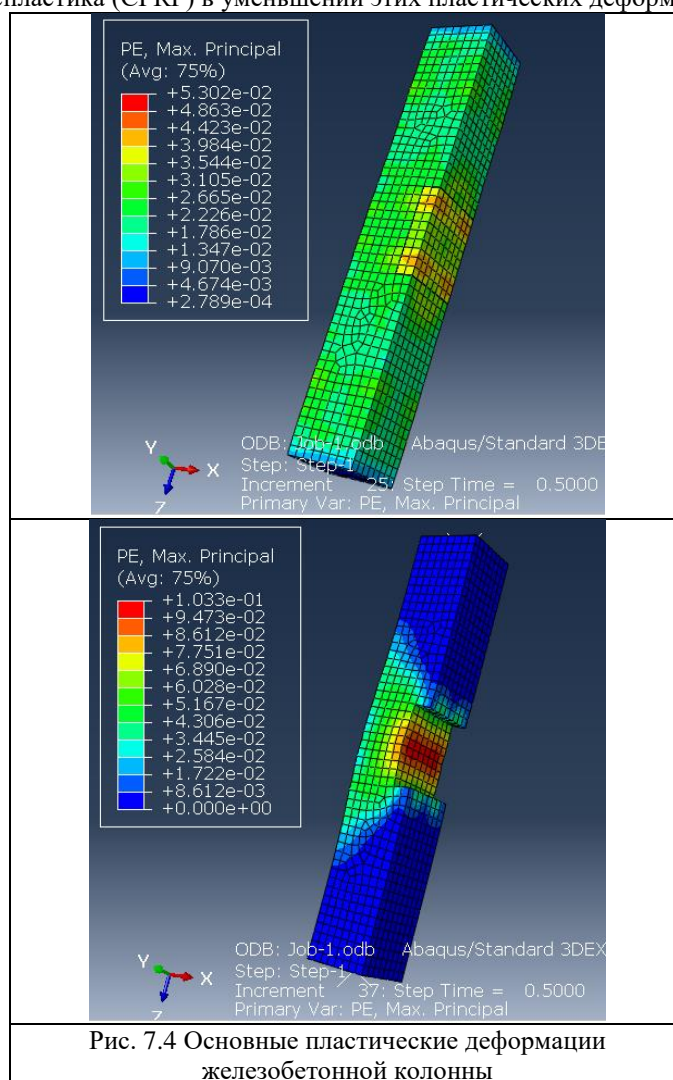 (CFRP) в уменьшении этих пластических
PE, Max. Principal
(Avg: 75%)
+5.302e-02
+4.863e-02
+4.423e-02
+3.984e-02
+3.544e-02
+3.105e-02
+2.665e-02
+2.226e-02
+1.786e-02
+1.347e-02
+9.070e-03
+4.674e-03
+2.789e-04
Y
X
Z
ODB: Job-1.odb Abaqus/Standard 3DE
Step: Step-1
Increment 25: Step Time = 0.5000
Primary Var: PE, Max. Principal
PE, Max. Principal
(Avg: 75%)
+1.033e-01
+9.473e-02
+8.612e-02
+7.751e-02
+6.890e-02
+6.028e-02
+5.167e-02
+4.306e-02
+3.445e-02
+2.584e-02
+1.722e-02
+8.612e-03
+0.000e+00
Y
X
Z
ODB: Job-1.odb Abaqus/Standard 3DEX
Step: Step-1
Increment 37: Step Time = 0.5000
Primary Var: PE, Max. Principal
Рис. 7.4 Основные пластические деформации
железобетонной колонны